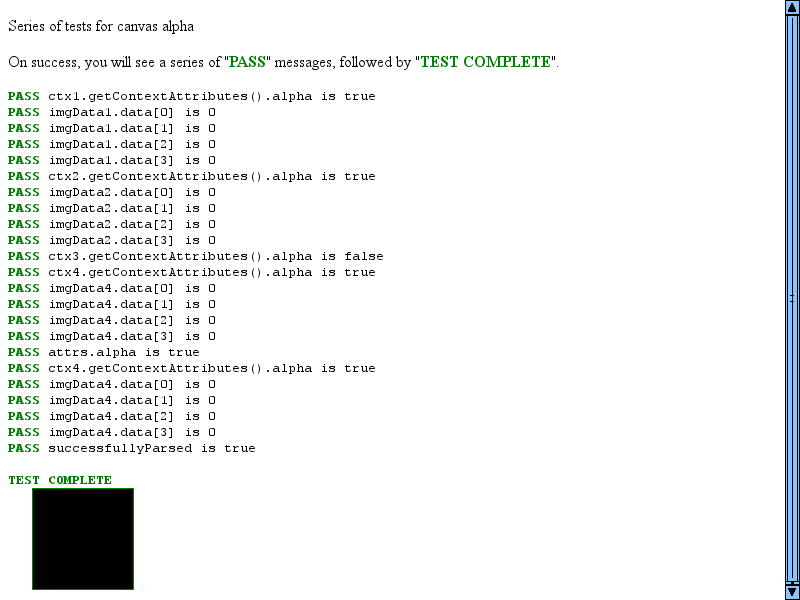 Series of tests for canvas alpha
On success, you will see a series of "PASS" messages, followed by "TEST COMPLETE".
PASS ctx1.getContextAttributes().alpha is true
PASS imgData1.data[0] is 0
PASS imgData1.data[1] is 0
PASS imgData1.data[2] is 0
PASS imgData1.data[3] is 0
PASS ctx2.getContextAttributes().alpha is true
PASS imgData2.data[0] is 0
PASS imgData2.data[1] is 0
PASS imgData2.data[2] is 0
PASS imgData2.data[3] is 0
PASS ctx3.getContextAttributes().alpha is false
PASS ctx4.getContextAttributes().alpha is true
PASS imgData4.data[0] is 0
PASS imgData4.data[1] is 0
PASS imgData4.data[2] is 0
PASS imgData4.data[3] is 0
PASS attrs.alpha is true
PASS ctx4.getContextAttributes().alpha is true
PASS imgData4.data[0] is 0
PASS imgData4.data[1] is 0
PASS imgData4.data[2] is 0
PASS imgData4.data[3] is 0
PASS successfullyParsed is true
TEST COMPLETE